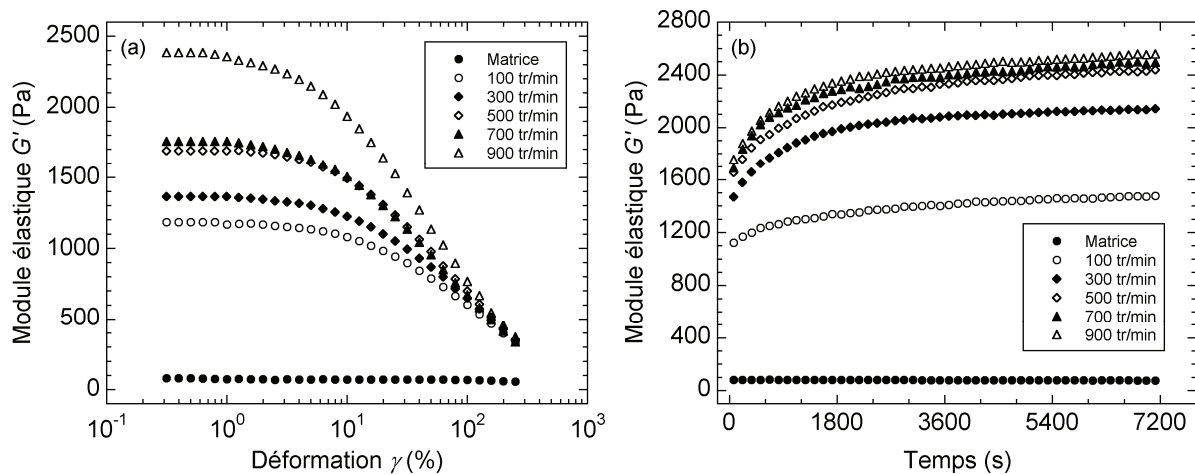 (a)
Module élastique G' (Pa)
2500
2000
1500
1000
500
0
Matrice
100 tr/min
300 tr/min
500 tr/min
700 tr/min
900 tr/min
10⁻¹ 10⁰ 10¹ 10² 10³
Déformation γ (%)
(b)
Module élastique G' (Pa)
2800
2400
2000
1600
1200
800
400
0
Matrice
100 tr/min
300 tr/min
500 tr/min
700 tr/min
900 tr/min
0 1800 3600 5400 7200
Temps (s)